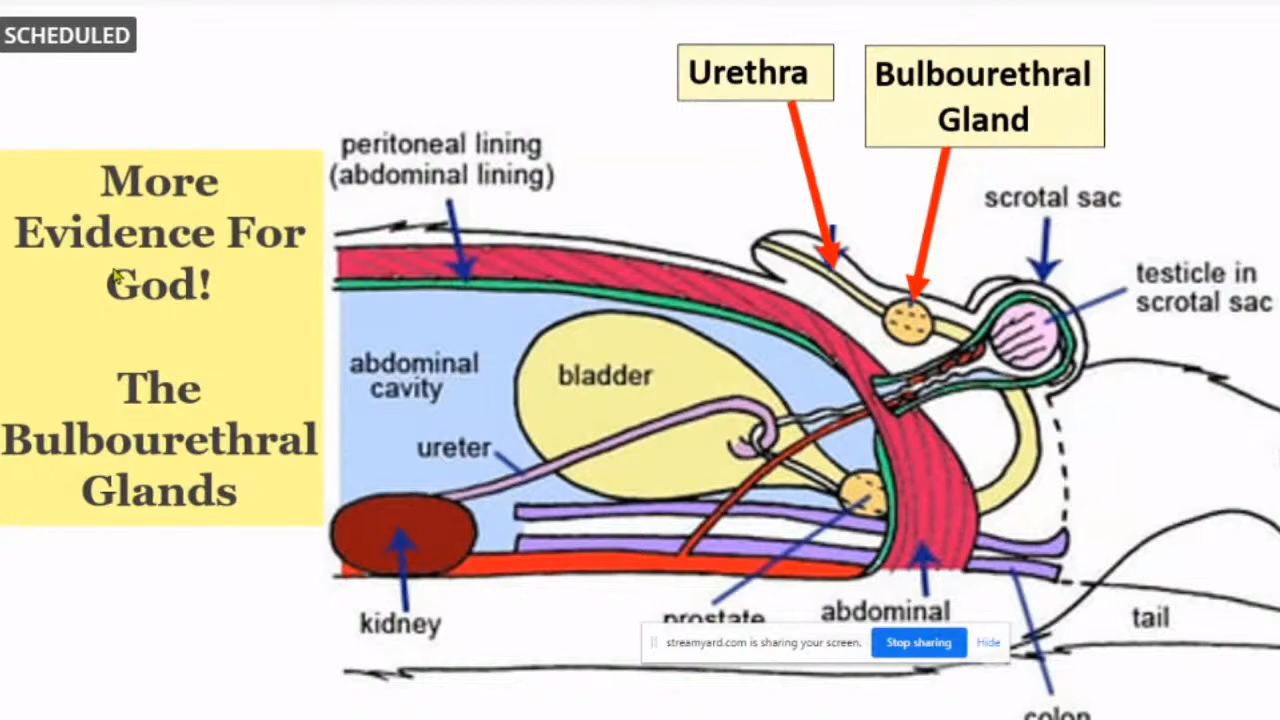 SCHEDULED
Urethra
Bulbourethral
Gland
peritoneal lining
(abdominal lining)
scrotal sac
testicle in
scrotal sac
More
Evidence For
God!
The
Bulbourethral
Glands
abdominal
cavity
bladder
ureter
kidney
prostate
abdominal
tail
streamyard.com is sharing your screen.
Stop sharing
Hide
colon